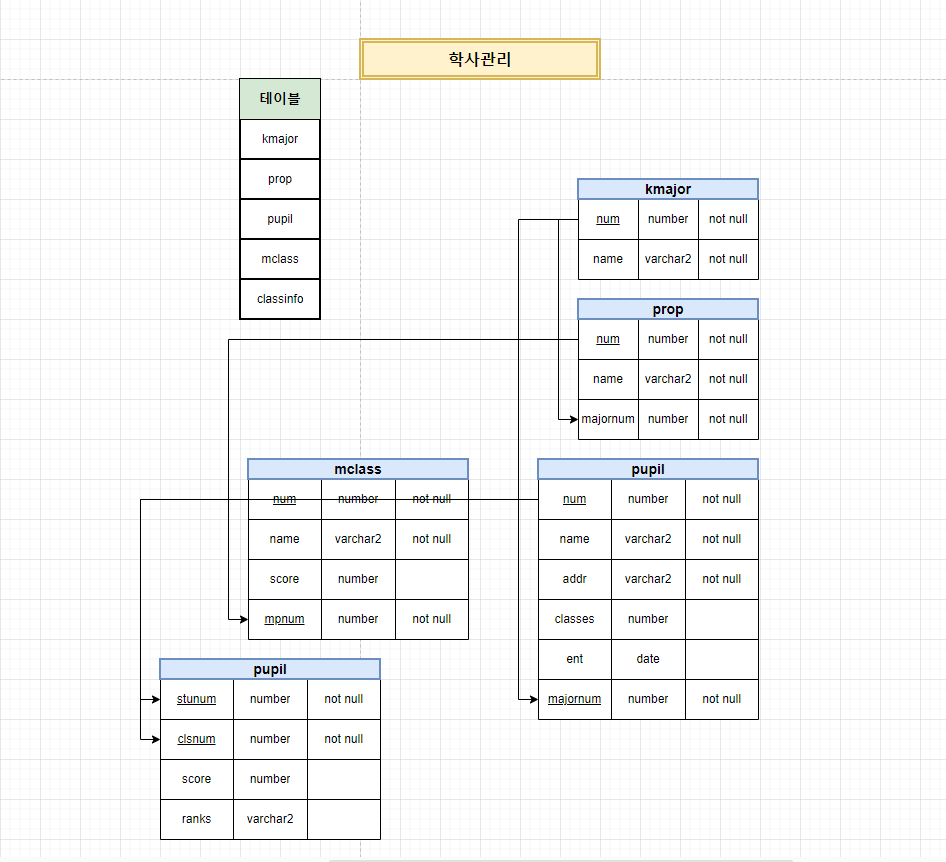 학사관리
테이블
kmajor
prop
pupil
mclass
classinfo
kmajor
num number not null
name varchar2 not null
prop
num number not null
name varchar2 not null
majornum number not null
mclass
num number not null
name varchar2 not null
score number
mpnum number not null
pupil
num number not null
name varchar2 not null
addr varchar2 not null
classes number
ent date
majornum number not null
pupil
stunum number not null
clsnum number not null
score number
ranks varchar2